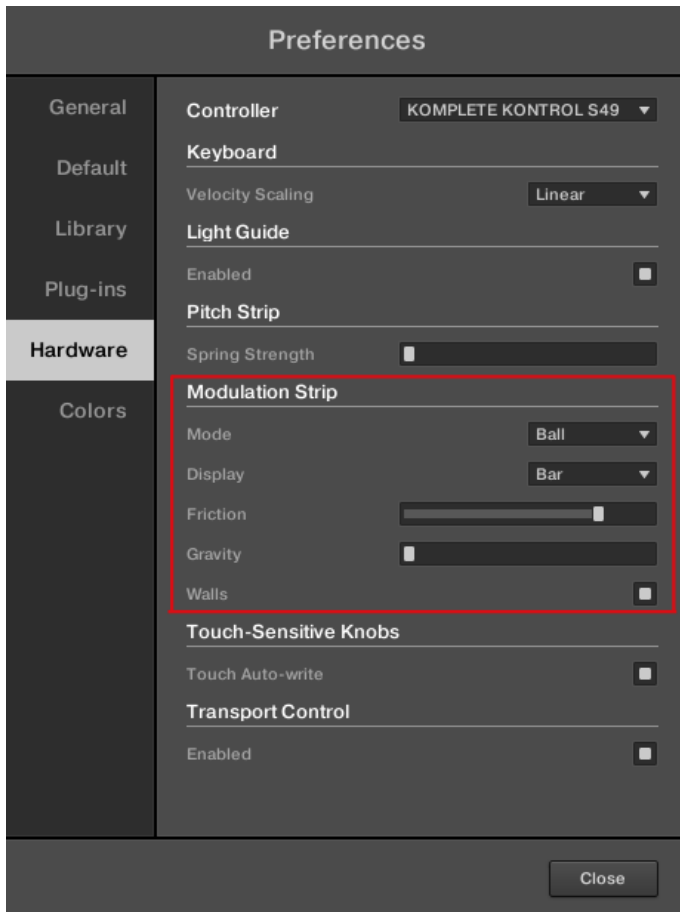 Preferences
General
Default
Library
Plug-ins
Hardware
Colors
Controller KOMPLETE KONTROL S49
Keyboard
Velocity Scaling Linear
Light Guide
Enabled
Pitch Strip
Spring Strength
Modulation Strip
Mode Ball
Display Bar
Friction
Gravity
Walls
Touch-Sensitive Knobs
Touch Auto-write
Transport Control
Enabled
Close